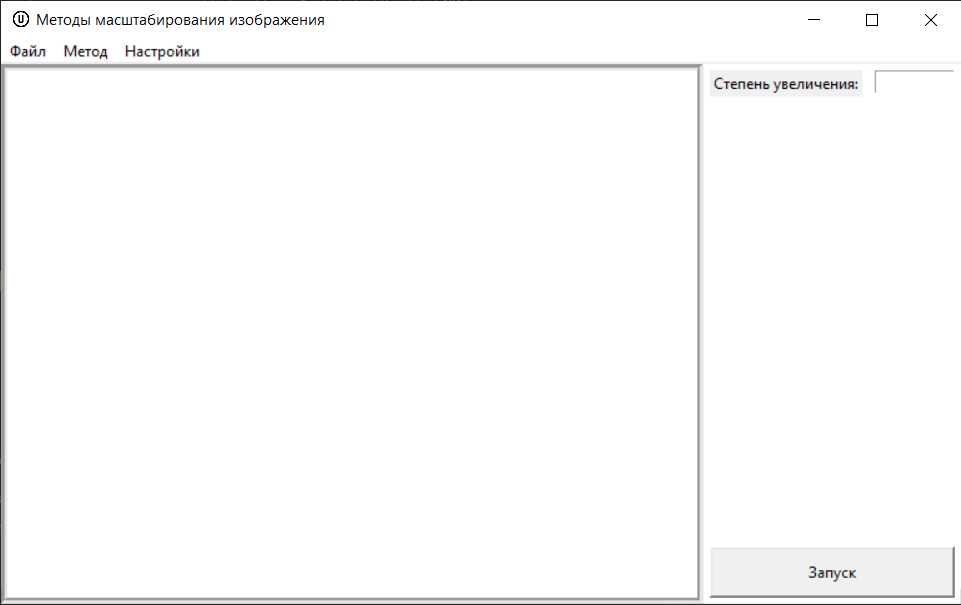 Методы масштабирования изображения
Файл Метод Настройки
Степень увеличения:
Запуск